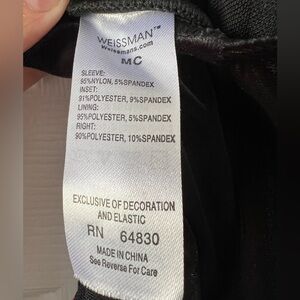 WEISSMAN™
weissmans.com
MC
SLEEVE:
95%NYLON, 5%SPANDEX
INSET:
91%POLYESTER, 9%SPANDEX
LINING:
95%POLYESTER, 5%SPANDEX
RIGHT:
90%POLYESTER, 10%SPANDEX
EXCLUSIVE OF DECORATION
AND ELASTIC
RN 64830
MADE IN CHINA
See Reverse For Care